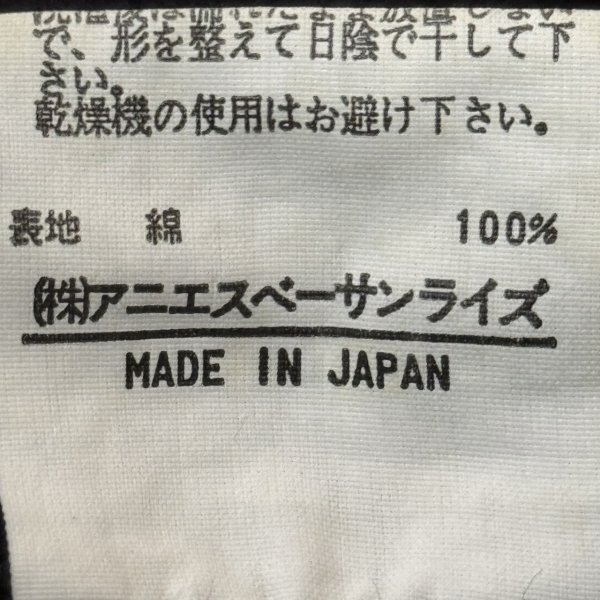 で、形を整えて日陰で干して下
さい。
乾燥機の使用はお避け下さい。
表地 綿 100%
(株)アニエスベーサンライズ
MADE IN JAPAN